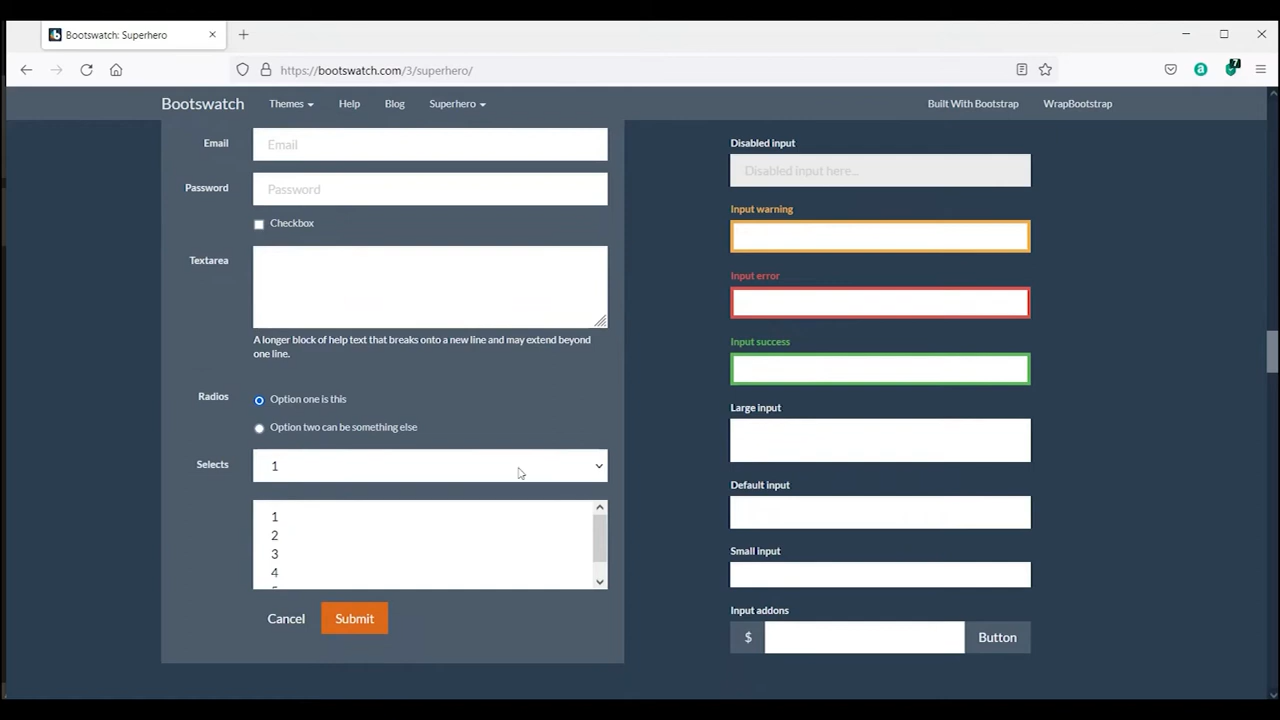 Bootswatch: Superhero
https://bootswatch.com/3/superhero/
7
Bootswatch Themes Help Blog Superhero Built With Bootstrap WrapBootstrap
Email
Email
Password
Password
Checkbox
Textarea
A longer block of help text that breaks onto a new line and may extend beyond
one line.
Radios
Option one is this
Option two can be something else
Selects
1
1
2
3
4
Cancel Submit
Disabled input
Disabled input here...
Input warning
Input error
Input success
Large input
Default input
Small input
Input addons
$ Button